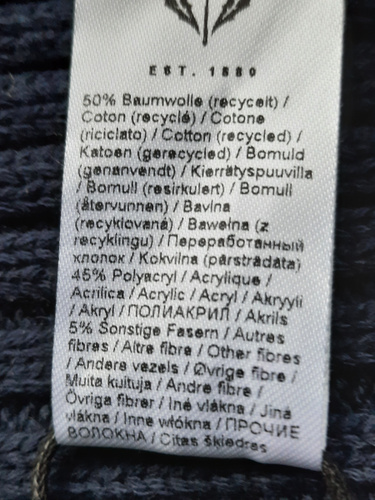 EST. 1880
50% Baumwolle (recycelt) /
Coton (recyclé) / Cotone
(riciclato) / Cotton (recycled) /
Katoen (gerecycled) / Bomuld
(genanvendt) / Kierrätyspuuvilla
/ Bomull (resirkulert) / Bomull
(återvunnen) / Bavlna
(recyklovaná) / Bawełna (z
recyklingu) / Переработанный
хлопок / Kokvilna (pārstrādāta)
45% Polyacryl / Acrylique /
Acrilica / Acrylic / Acryl / Akryyli
/ Akryl / ПОЛИАКРИЛ / Akrils
5% Sonstige Fasern / Autres
fibres / Altre fibre / Other fibres
/ Andere vezels / Øvrige fibre /
Muita kuituja / Andre fibre /
Övriga fibrer / Iné vlákna / Jiná
vlákna / Inne włókna / ПРОЧИЕ
ВОЛОКНА / Citas šķiedras